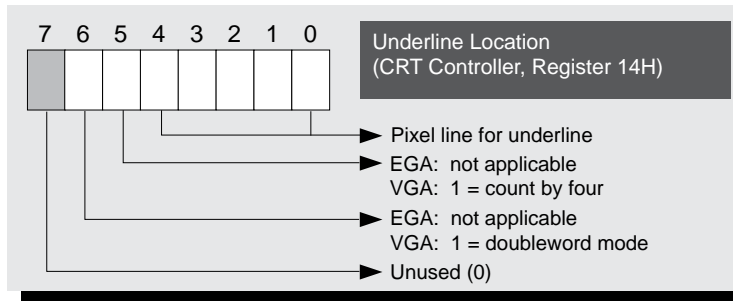 7 6 5 4 3 2 1 0
Underline Location
(CRT Controller, Register 14H)
Pixel line for underline
EGA: not applicable
VGA: 1 = count by four
EGA: not applicable
VGA: 1 = doubleword mode
Unused (0)